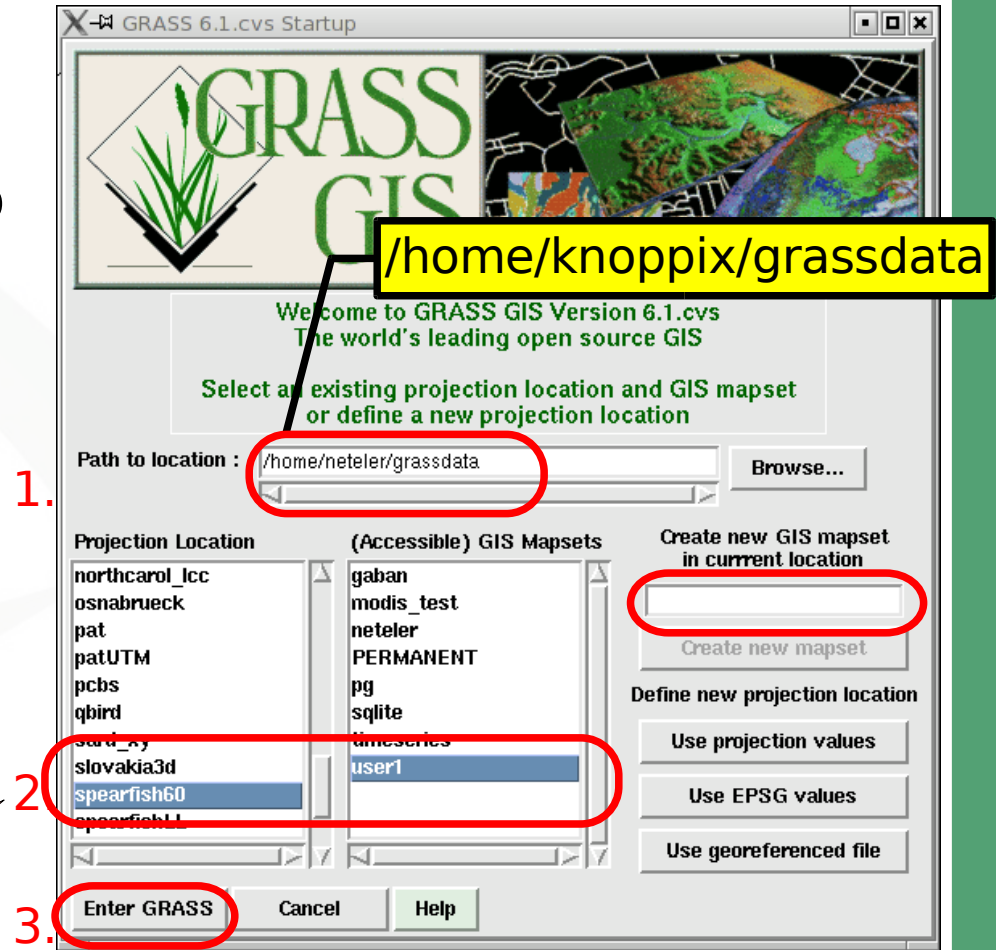 GRASS 6.1.cvs Startup
GRASS
GIS
/home/knoppix/grassdata
Welcome to GRASS GIS Version 6.1.cvs
The world's leading open source GIS
Select an existing projection location and GIS mapset
or define a new projection location
1.
Path to location :
/home/neteler/grassdata
Browse...
Projection Location
northcarol_lcc
osnabrueck
pat
patUTM
pcbs
qbird
sard_xy
slovakia3d
spearfish60
spearfishLL
(Accessible) GIS Mapsets
gaban
modis_test
neteler
PERMANENT
pg
sqlite
timeseries
user1
Create new GIS mapset
in currrent location
Create new mapset
Define new projection location
Use projection values
Use EPSG values
Use georeferenced file
2
3.
Enter GRASS
Cancel
Help